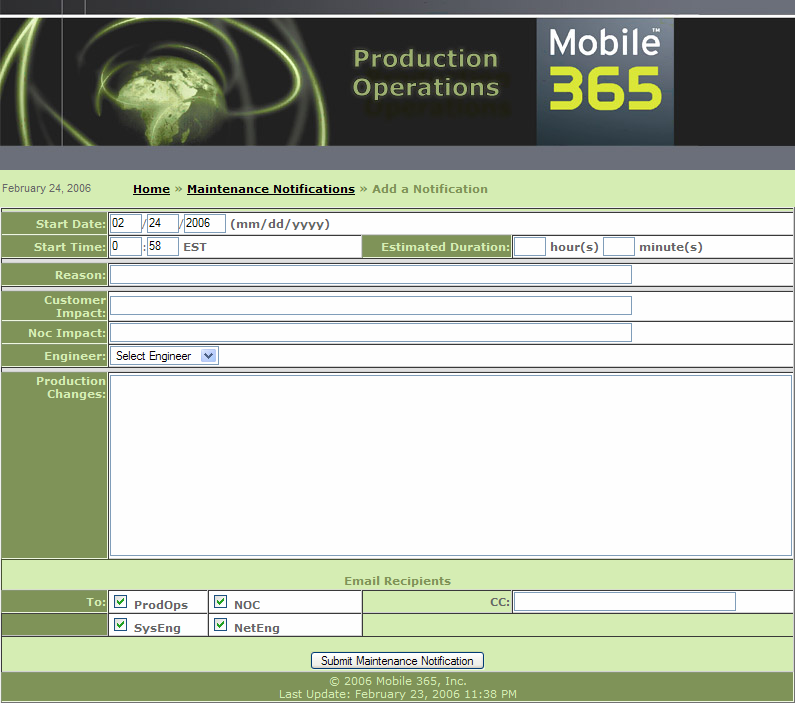 Production
Operations
Mobile™
365
February 24, 2006 Home » Maintenance Notifications » Add a Notification
Start Date: 02 / 24 / 2006 (mm/dd/yyyy)
Start Time: 0 : 58 EST Estimated Duration: hour(s) minute(s)
Reason:
Customer
Impact:
Noc Impact:
Engineer: Select Engineer
Production
Changes:
Email Recipients
To: ProdOps NOC CC:
SysEng NetEng
Submit Maintenance Notification
© 2006 Mobile 365, Inc.
Last Update: February 23, 2006 11:38 PM